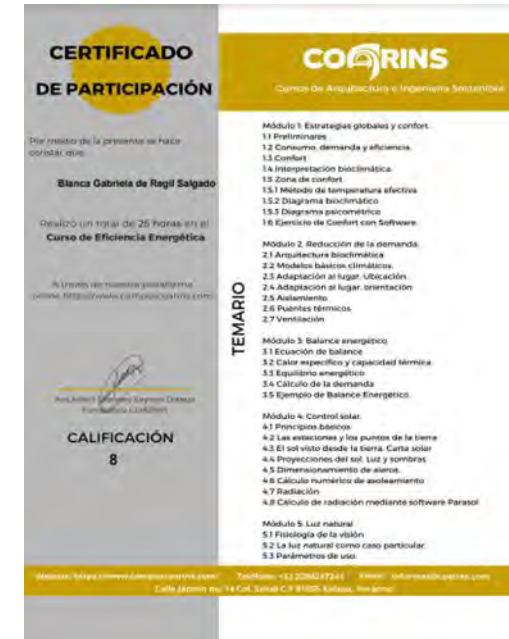 CERTIFICADO
DE PARTICIPACIÓN
Por medio de la presente se hace
constar que:
Blanca Gabriela de Regil Salgado
Realizó un total de 25 horas en el
Curso de Eficiencia Energética
A través de nuestra plataforma
CALIFICACIÓN
8
TEMARIO
COARINS
Cursos de Arquitectura e Ingeniería Sostenible
Módulo 1: Estrategias globales y confort.
1.1 Preliminares
1.2 Consumo, demanda y eficiencia.
1.3 Confort
1.4 Interpretación bioclimática.
1.5 Zona de confort
1.5.1 Método de temperatura efectiva
1.5.2 Diagrama bioclimático
1.5.3 Diagrama psicométrico
1.6 Ejercicio de Confort con Software.
Módulo 2: Reducción de la demanda.
2.1 Arquitectura bioclimática
2.2 Modelos básicos climáticos.
2.3 Adaptación al lugar. Ubicación.
2.4 Adaptación al lugar. orientación
2.5 Aislamiento
2.6 Puentes térmicos
2.7 Ventilación
Módulo 3: Balance energético
3.1 Ecuación de balance
3.2 Calor específico y capacidad térmica.
3.3 Equilibrio energético
3.4 Cálculo de la demanda
3.5 Ejemplo de Balance Energético.
Módulo 4: Control solar.
4.1 Principios básicos
4.2 Las estaciones y los puntos de la tierra
4.3 El sol visto desde la tierra. Carta solar
4.4 Proyecciones del sol. Luz y sombras
4.5 Dimensionamiento de aleros.
4.6 Cálculo numérico de asoleamiento
4.7 Radiación
4.8 Cálculo de radiación mediante software Parasol
Módulo 5: Luz natural
5.1 Fisiología de la visión
5.2 La luz natural como caso particular.
5.3 Parámetros de uso.